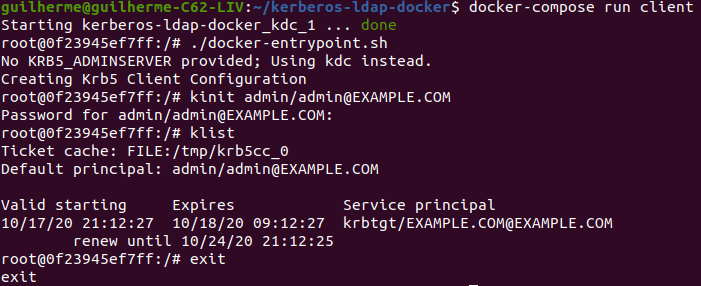 guilherme@guilherme-C62-LIV:~/kerberos-ldap-docker$ docker-compose run client
Starting kerberos-ldap-docker_kdc_1 ... done
root@0f23945ef7ff:/# ./docker-entrypoint.sh
No KRB5_ADMINSERVER provided; Using kdc instead.
Creating Krb5 Client Configuration
root@0f23945ef7ff:/# kinit admin/admin@EXAMPLE.COM
Password for admin/admin@EXAMPLE.COM:
root@0f23945ef7ff:/# klist
Ticket cache: FILE:/tmp/krb5cc_0
Default principal: admin/admin@EXAMPLE.COM

Valid starting     Expires            Service principal
10/17/20 21:12:27  10/18/20 09:12:27  krbtgt/EXAMPLE.COM@EXAMPLE.COM
        renew until 10/24/20 21:12:25
root@0f23945ef7ff:/# exit
exit